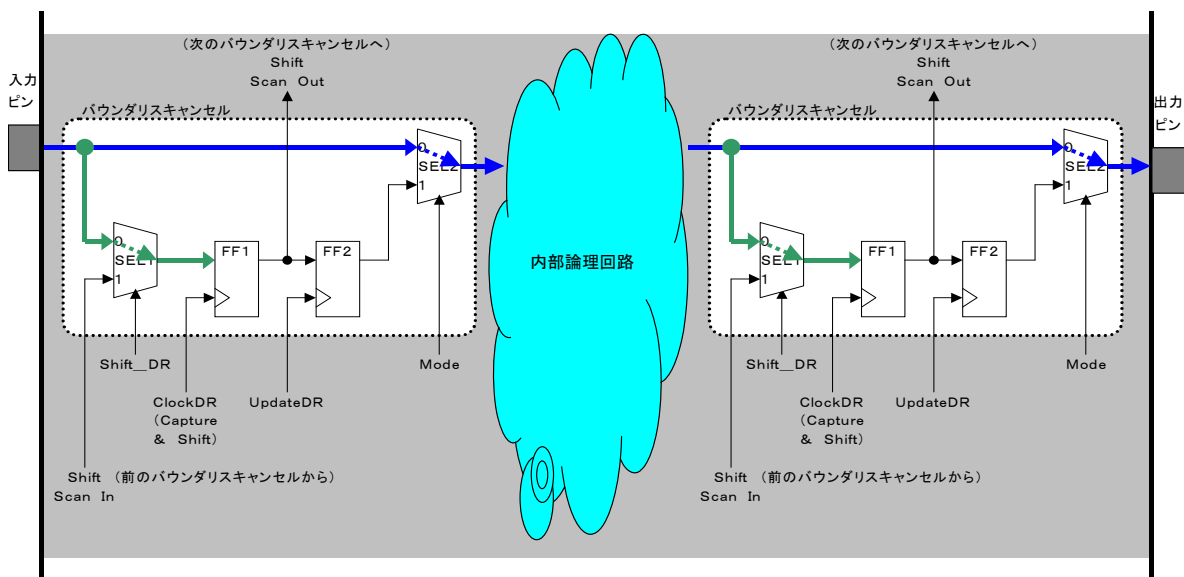 (次のバウンダリスキャンセルへ)
Shift
Scan Out
入力
ピン
バウンダリスキャンセル
0
SEL2
1
0
SEL1
1
FF1
FF2
Shift__DR
Mode
ClockDR
(Capture
& Shift)
UpdateDR
Shift (前のバウンダリスキャンセルから)
Scan In
内部論理回路
(次のバウンダリスキャンセルへ)
Shift
Scan Out
出力
ピン
バウンダリスキャンセル
0
SEL2
1
0
SEL1
1
FF1
FF2
Shift__DR
Mode
ClockDR
(Capture
& Shift)
UpdateDR
Shift (前のバウンダリスキャンセルから)
Scan In